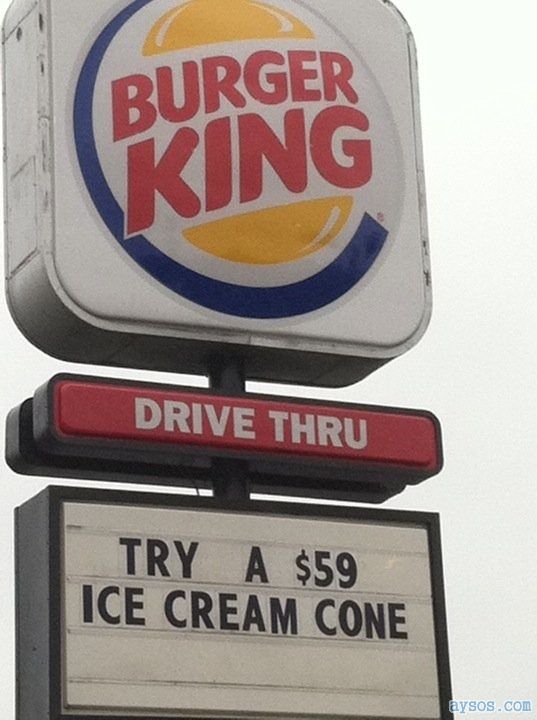 BURGER
KING
DRIVE THRU
TRY A $59
ICE CREAM CONE
aysos.com